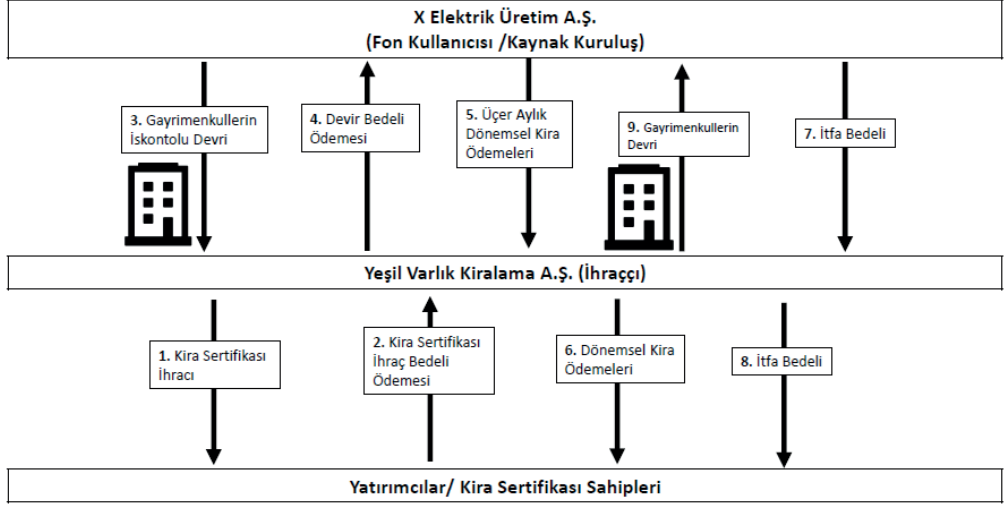 X Elektrik Üretim A.Ş.
(Fon Kullanıcısı /Kaynak Kuruluş)
3. Gayrimenkullerin
İskontolu Devri
4. Devir Bedeli
Ödemesi
5. Üçer Aylık
Dönemsel Kira
Ödemeleri
9. Gayrimenkullerin
Devri
7. İtfa Bedeli
Yeşil Varlık Kiralama A.Ş. (İhraççı)
1. Kira Sertifikası
İhracı
2. Kira Sertifikası
İhraç Bedeli
Ödemesi
6. Dönemsel Kira
Ödemeleri
8. İtfa Bedeli
Yatırımcılar/ Kira Sertifikası Sahipleri